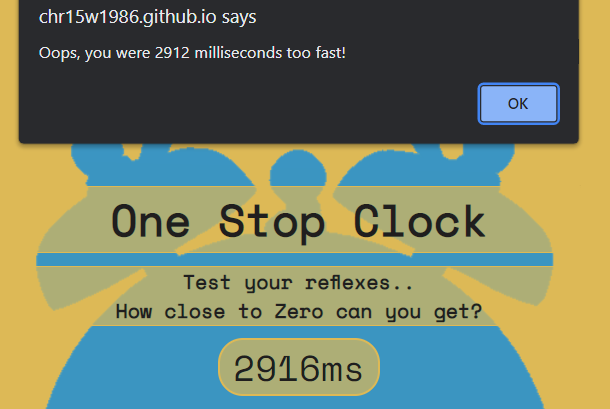 chr15w1986.github.io says
Oops, you were 2912 milliseconds too fast!
OK
One Stop Clock
Test your reflexes..
How close to Zero can you get?
2916ms